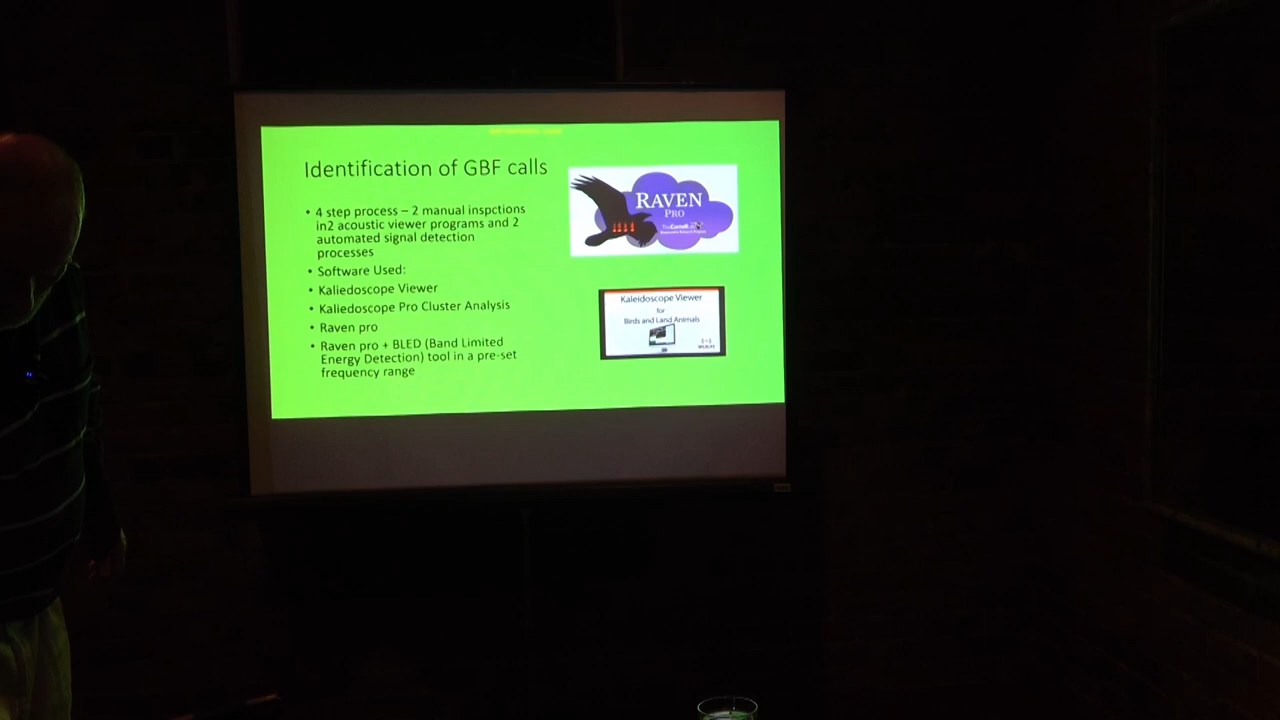 Identification of GBF calls
• 4 step process – 2 manual inspctions
in2 acoustic viewer programs and 2
automated signal detection
processes
• Software Used:
• Kaliedoscope Viewer
• Kaliedoscope Pro Cluster Analysis
• Raven pro
• Raven pro + BLED (Band Limited
Energy Detection) tool in a pre-set
frequency range
RAVEN
PRO
Kaleidoscope Viewer
for
Birds and Land Animals